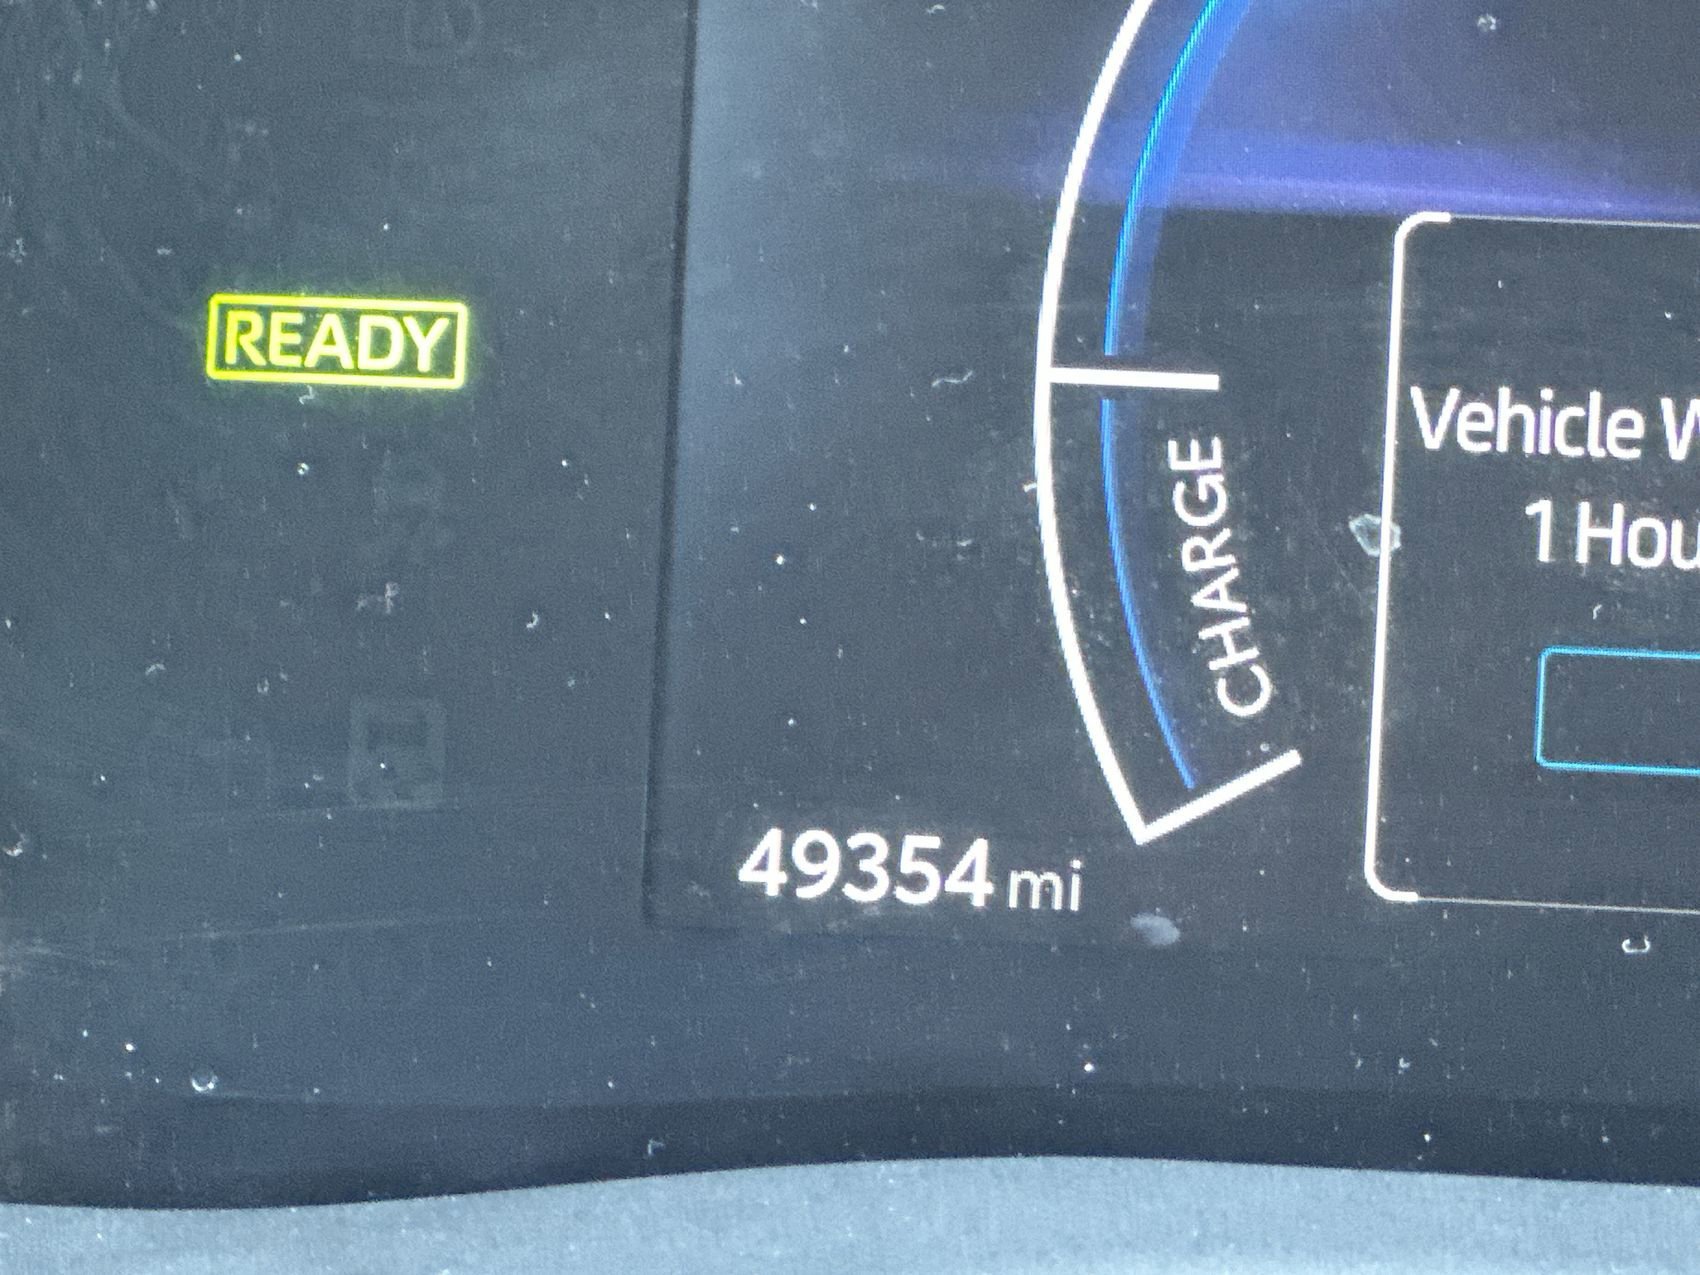 READY
CHARGE
Vehicle
1
49354 mi